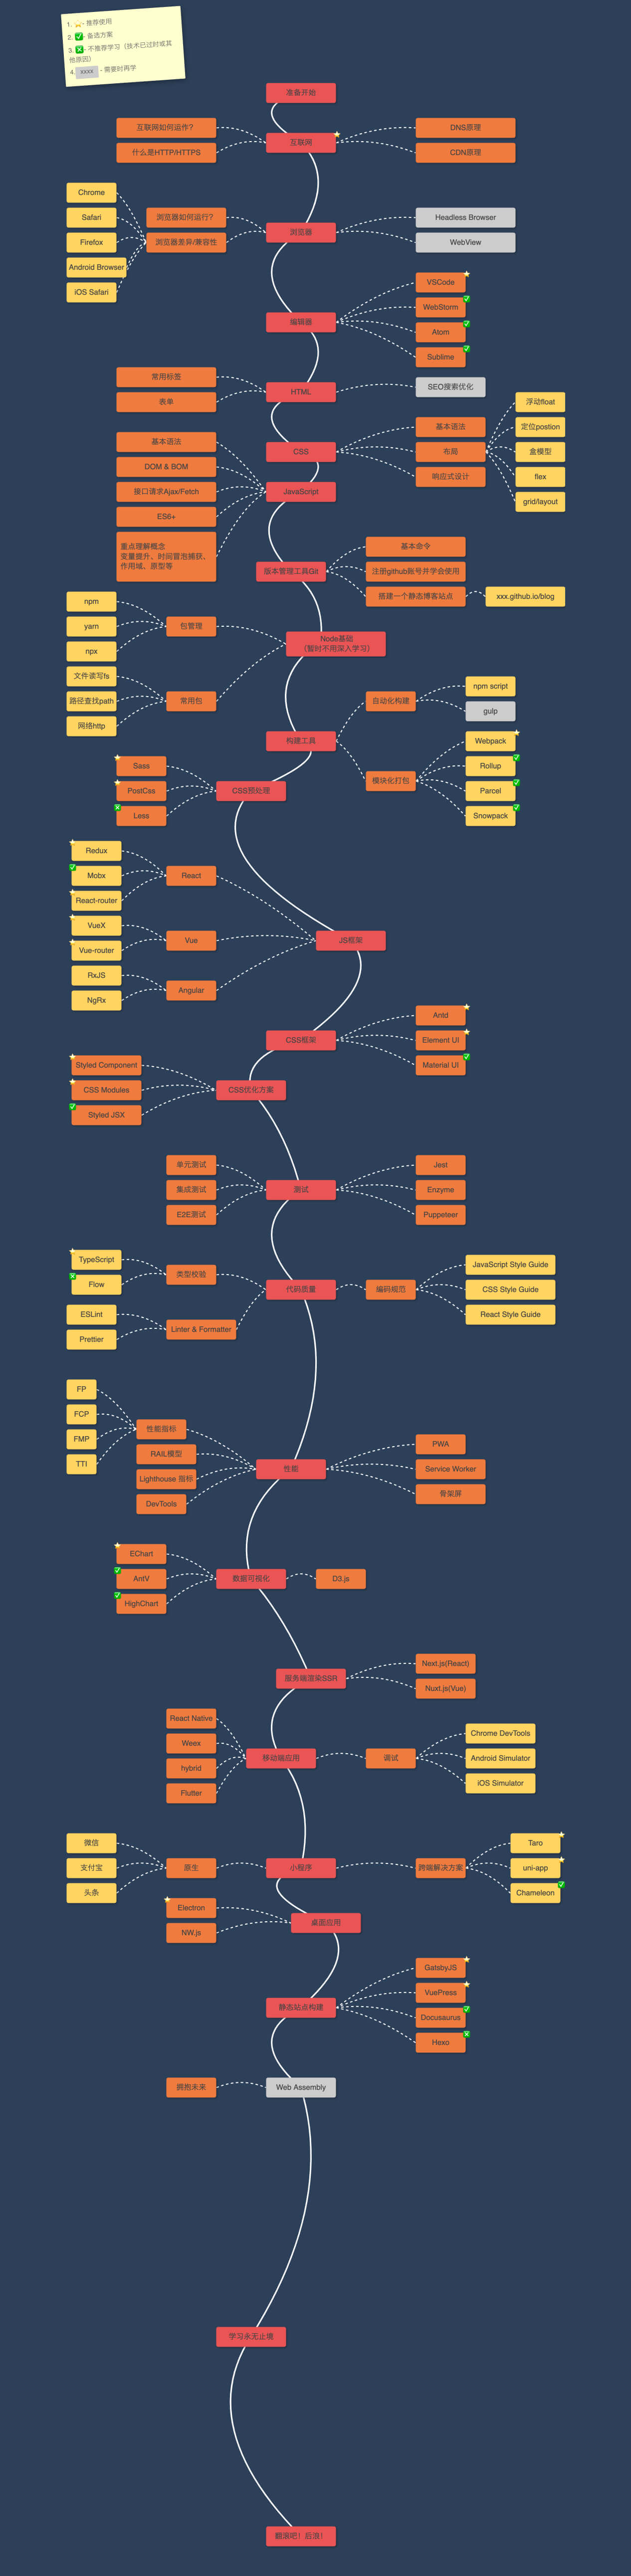 1. ⭐- 推荐使用
2. ✅- 备选方案
3. ❎- 不推荐学习（技术已过时或其
他原因）
4. xxxx - 需要时再学
准备开始
互联网如何运作？
什么是HTTP/HTTPS
互联网
DNS原理
CDN原理
Chrome
Safari
Firefox
Android Browser
iOS Safari
浏览器如何运行？
浏览器差异/兼容性
浏览器
Headless Browser
WebView
编辑器
VSCode
WebStorm
Atom
Sublime
常用标签
表单
HTML
SEO搜索优化
CSS
基本语法
布局
响应式设计
浮动float
定位postion
盒模型
flex
grid/layout
基本语法
DOM & BOM
接口请求Ajax/Fetch
ES6+
重点理解概念
变量提升、时间冒泡捕获、
作用域、原型等
JavaScript
版本管理工具Git
基本命令
注册github账号并学会使用
搭建一个静态博客站点
xxx.github.io/blog
npm
yarn
npx
包管理
文件读写fs
路径查找path
网络http
常用包
Node基础
（暂时不用深入学习）
构建工具
自动化构建
npm script
gulp
模块化打包
Webpack
Rollup
Parcel
Snowpack
Sass
PostCss
Less
CSS预处理
Redux
Mobx
React-router
React
VueX
Vue-router
Vue
RxJS
NgRx
Angular
JS框架
CSS框架
Antd
Element UI
Material UI
Styled Component
CSS Modules
Styled JSX
CSS优化方案
单元测试
集成测试
E2E测试
测试
Jest
Enzyme
Puppeteer
TypeScript
Flow
类型校验
ESLint
Prettier
Linter & Formatter
代码质量
编码规范
JavaScript Style Guide
CSS Style Guide
React Style Guide
FP
FCP
FMP
TTI
性能指标
RAIL模型
Lighthouse 指标
DevTools
性能
PWA
Service Worker
骨架屏
EChart
AntV
HighChart
数据可视化
D3.js
服务端渲染SSR
Next.js(React)
Nuxt.js(Vue)
React Native
Weex
hybrid
Flutter
移动端应用
调试
Chrome DevTools
Android Simulator
iOS Simulator
微信
支付宝
头条
原生
小程序
跨端解决方案
Taro
uni-app
Chameleon
Electron
NW.js
桌面应用
静态站点构建
GatsbyJS
VuePress
Docusaurus
Hexo
拥抱未来
Web Assembly
学习永无止境
翻滚吧！后浪！